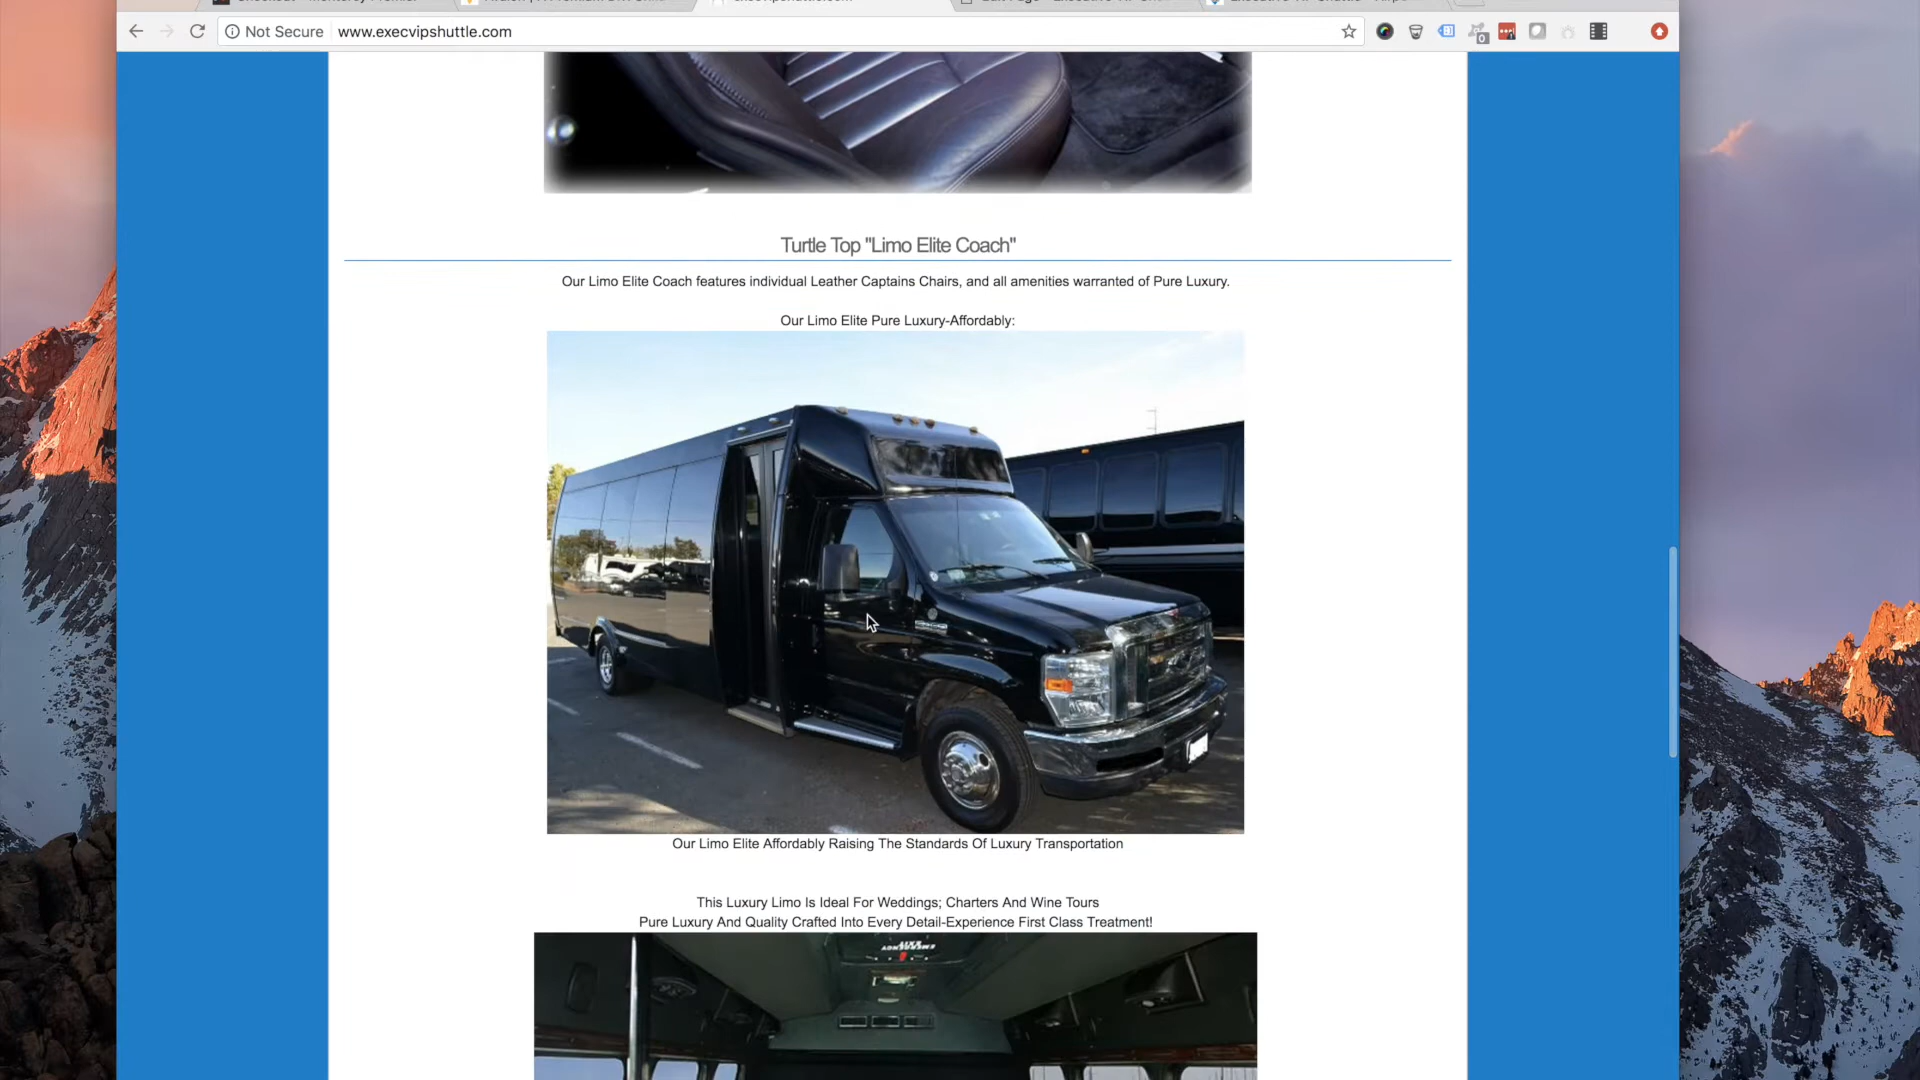 Not Secure
www.execvipshuttle.com
0
Turtle Top "Limo Elite Coach"
Our Limo Elite Coach features individual Leather Captains Chairs, and all amenities warranted of Pure Luxury.
Our Limo Elite Pure Luxury-Affordably:
Our Limo Elite Affordably Raising The Standards Of Luxury Transportation
This Luxury Limo Is Ideal For Weddings; Charters And Wine Tours
Pure Luxury And Quality Crafted Into Every Detail-Experience First Class Treatment!